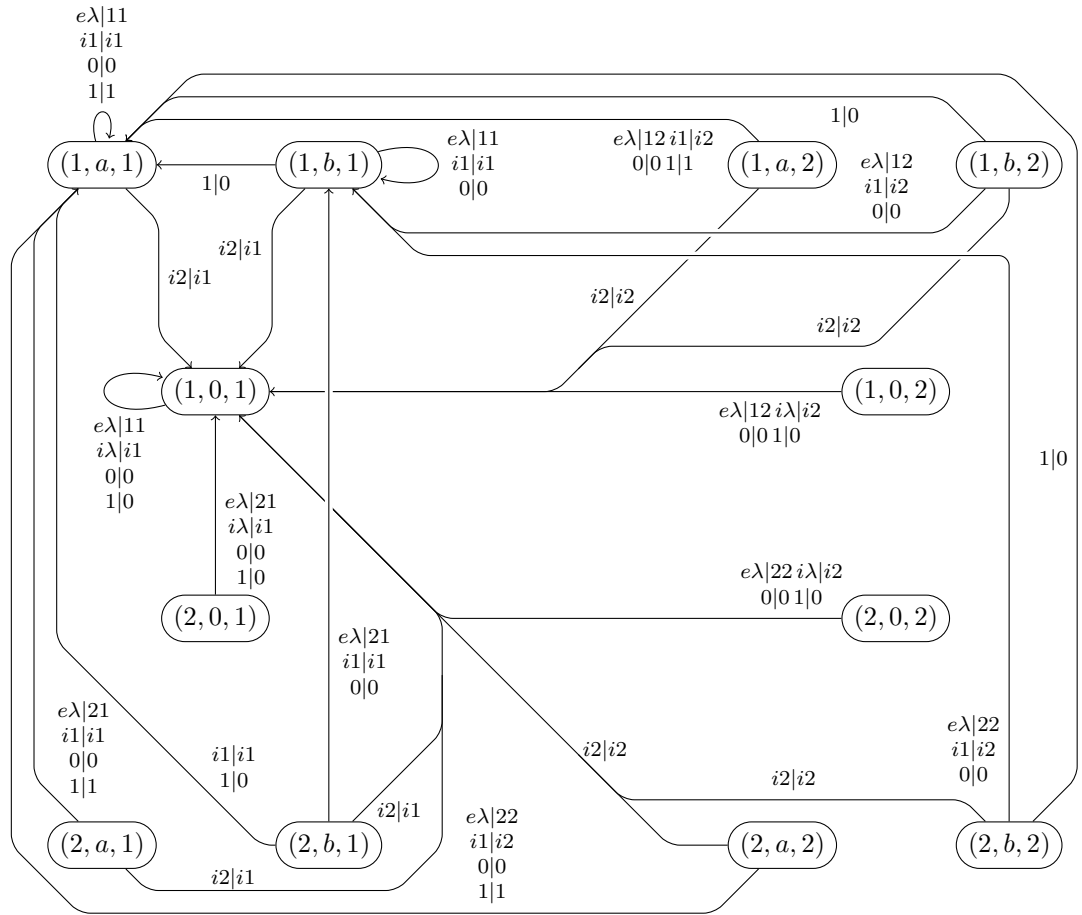 eλ|11
i1|i1
0|0
1|1
1|0
(1, a, 1)
(1, b, 1)
eλ|11
i1|i1
0|0
eλ|12 i1|i2
0|0 1|1
(1, a, 2)
eλ|12
i1|i2
0|0
(1, b, 2)
1|0
i2|i1
i2|i1
i2|i2
i2|i2
(1, 0, 1)
(1, 0, 2)
eλ|11
iλ|i1
0|0
1|0
eλ|12 iλ|i2
0|0 1|0
1|0
eλ|21
iλ|i1
0|0
1|0
eλ|22 iλ|i2
0|0 1|0
(2, 0, 1)
(2, 0, 2)
eλ|21
i1|i1
0|0
eλ|21
i1|i1
0|0
1|1
i1|i1
1|0
i2|i2
i2|i2
eλ|22
i1|i2
0|0
i2|i1
eλ|22
i1|i2
0|0
1|1
(2, a, 1)
(2, b, 1)
(2, a, 2)
(2, b, 2)
i2|i1